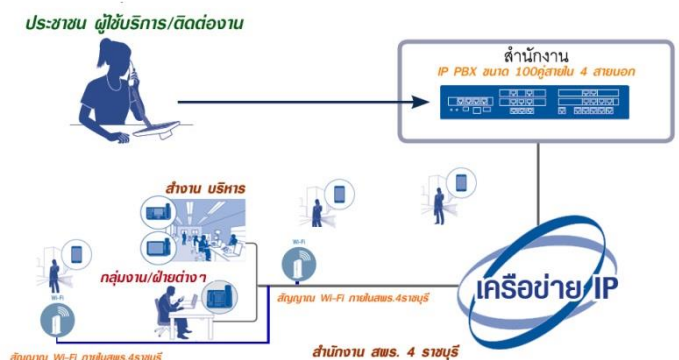 ประชาชน ผู้ใช้บริการ/ติดต่องาน
สำนักงาน
IP PBX ขนาด 100คู่สายใน 4 สายนอก
สำงาน บริหาร
Wi-Fi
กลุ่มงาน/ฝ่ายต่างๆ
สัญญาณ Wi-Fi ภายในสพร.4ราชบุรี
เครือข่าย IP
Wi-Fi
สัญญาณ Wi-Fi ภายในสพร.4ราชบุรี
สำนักงาน สพร. 4 ราชบุรี